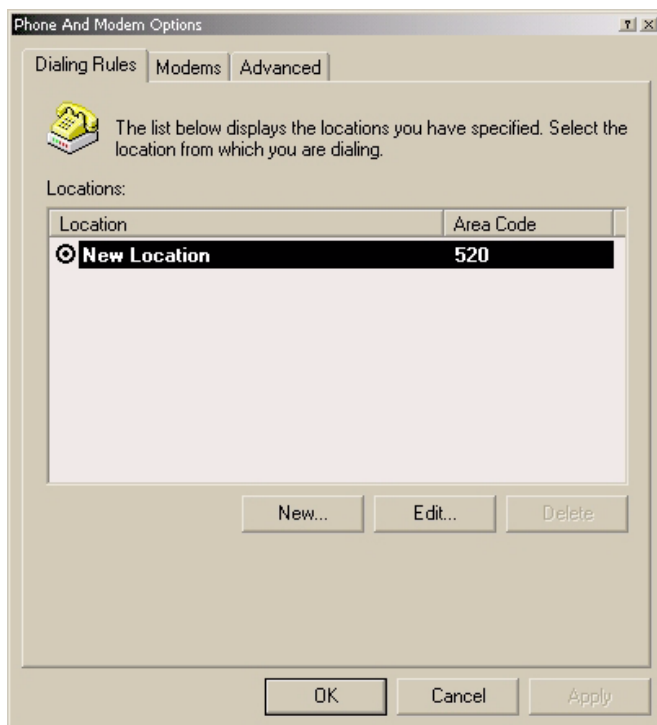 Phone And Modem Options
Dialing Rules Modems Advanced
The list below displays the locations you have specified. Select the
location from which you are dialing.
Locations:
Location Area Code
New Location 520
New... Edit... Delete
OK Cancel Apply